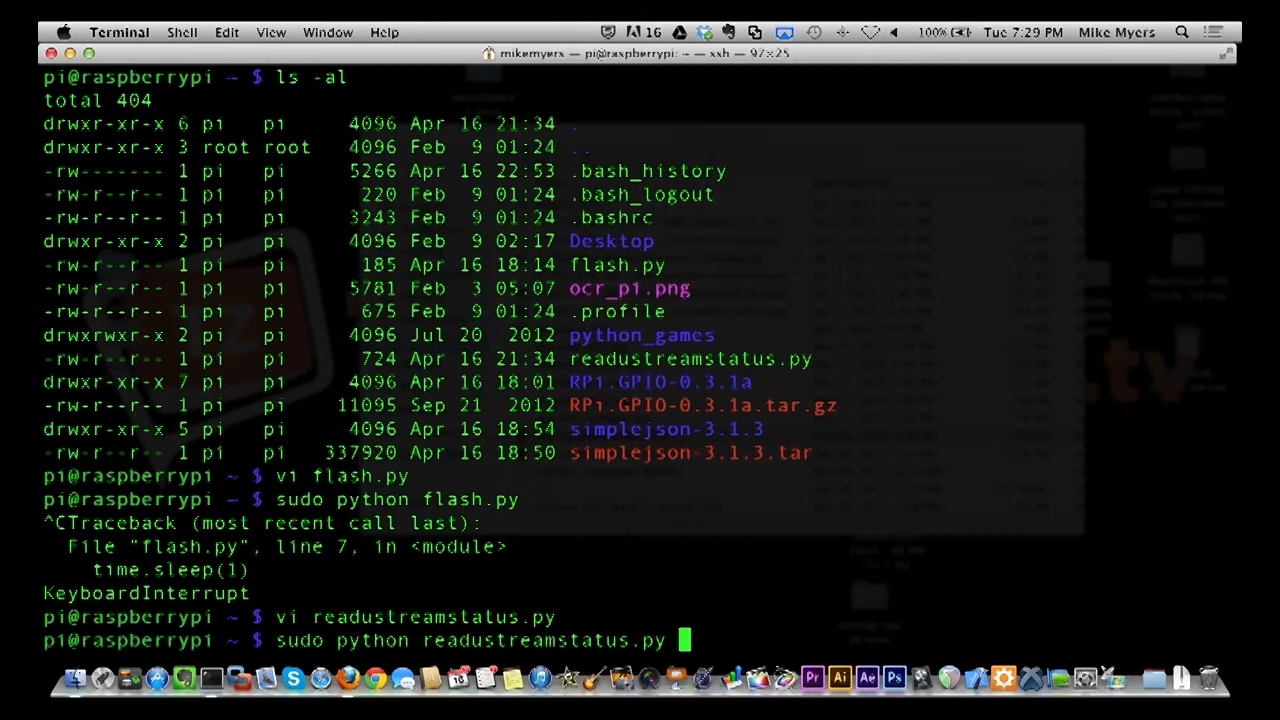 Terminal Shell Edit View Window Help 16 100% Tue 7:29 PM Mike Myers
mikemyers — pi@raspberrypi: ~ — ssh — 97×25
pi@raspberrypi ~ $ ls -al
total 404
drwxr-xr-x 6 pi pi 4096 Apr 16 21:34 .
drwxr-xr-x 3 root root 4096 Feb 9 01:24 ..
-rw------- 1 pi pi 5266 Apr 16 22:53 .bash_history
-rw-r--r-- 1 pi pi 220 Feb 9 01:24 .bash_logout
-rw-r--r-- 1 pi pi 3243 Feb 9 01:24 .bashrc
drwxr-xr-x 2 pi pi 4096 Feb 9 02:17 Desktop
-rw-r--r-- 1 pi pi 185 Apr 16 18:14 flash.py
-rw-r--r-- 1 pi pi 5781 Feb 3 05:07 ocr_pi.png
-rw-r--r-- 1 pi pi 675 Feb 9 01:24 .profile
drwxrwxr-x 2 pi pi 4096 Jul 20 2012 python_games
-rw-r--r-- 1 pi pi 724 Apr 16 21:34 readustreamstatus.py
drwxr-xr-x 7 pi pi 4096 Apr 16 18:01 RPi.GPIO-0.3.1a
-rw-r--r-- 1 pi pi 11095 Sep 21 2012 RPi.GPIO-0.3.1a.tar.gz
drwxr-xr-x 5 pi pi 4096 Apr 16 18:54 simplejson-3.1.3
-rw-r--r-- 1 pi pi 337920 Apr 16 18:50 simplejson-3.1.3.tar
pi@raspberrypi ~ $ vi flash.py
pi@raspberrypi ~ $ sudo python flash.py
^CTraceback (most recent call last):
File "flash.py", line 7, in <module>
time.sleep(1)
KeyboardInterrupt
pi@raspberrypi ~ $ vi readustreamstatus.py
pi@raspberrypi ~ $ sudo python readustreamstatus.py
.tv
Pr Ai Ae Ps